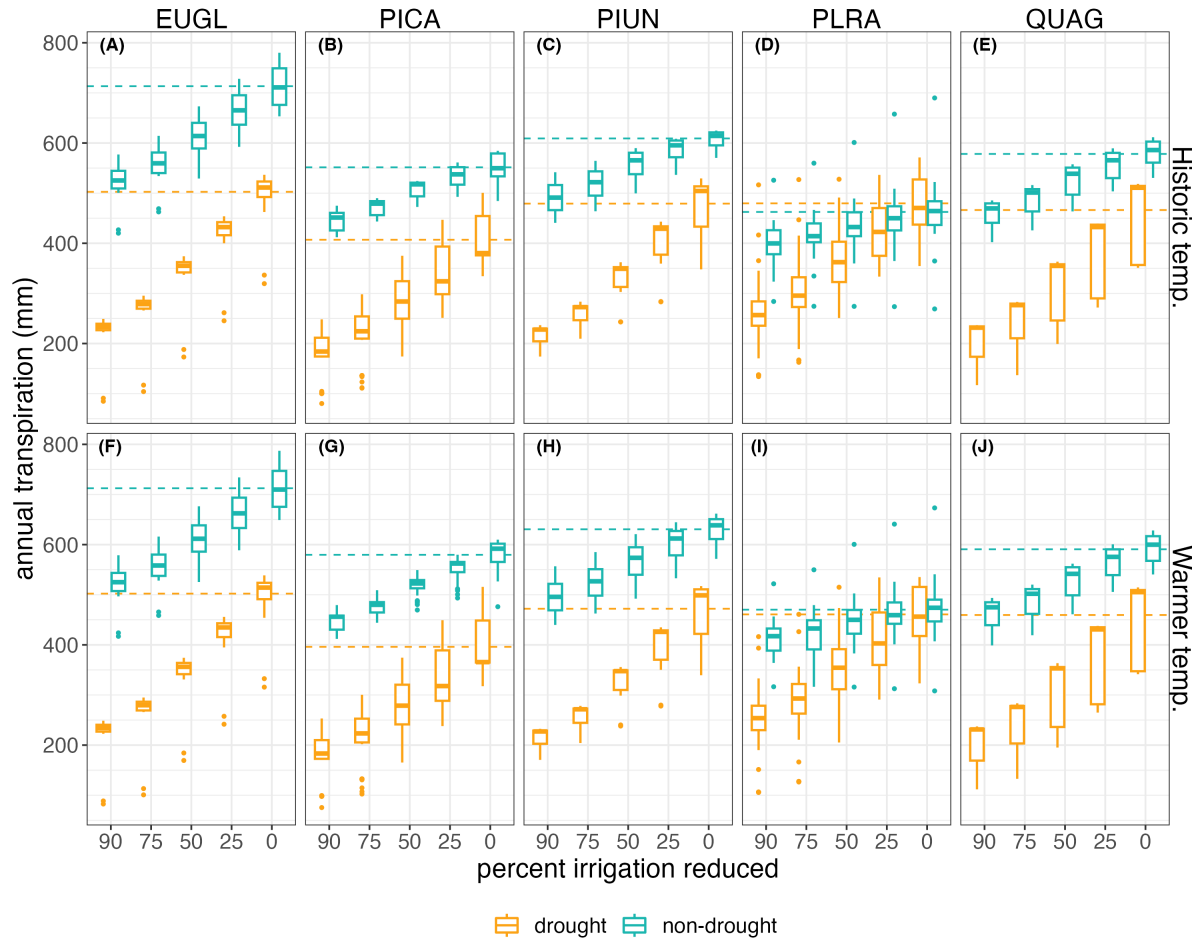 EUGL PICA PIUN PLRA QUAG
(A) (B) (C) (D) (E)
800
600
400
200
Historic temp.
(F) (G) (H) (I) (J)
800
600
400
200
Warmer temp.
annual transpiration (mm)
90 75 50 25 0 90 75 50 25 0 90 75 50 25 0 90 75 50 25 0 90 75 50 25 0
percent irrigation reduced
drought non-drought